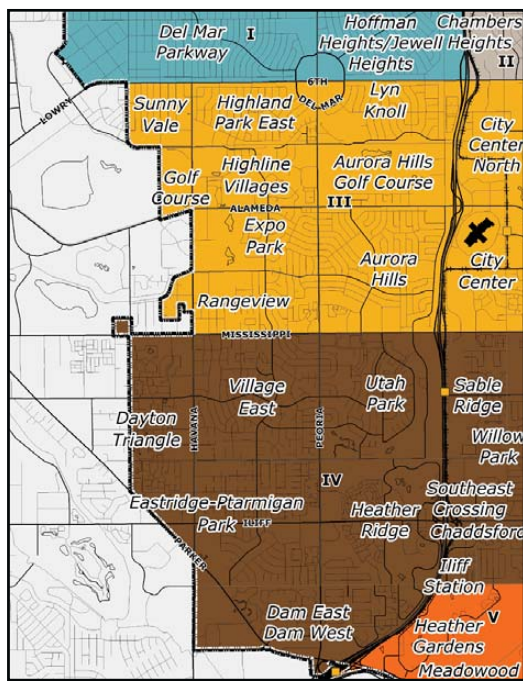 Del Mar
Parkway
I
Hoffman
Heights/Jewell
Heights
Chambers
Heights
II
6TH
DEL MAR
LOWRY
Sunny
Vale
Highland
Park East
Lyn
Knoll
City
Center
North
Golf
Course
Highline
Villages
Aurora Hills
Golf Course
ALAMEDA
III
Expo
Park
Aurora
Hills
City
Center
Rangeview
MISSISSIPPI
Village
East
Utah
Park
Sable
Ridge
Dayton
Triangle
HAVANA
PEORIA
Willow
Park
IV
Eastridge-Ptarmigan
Park
ILIFF
Heather
Ridge
Southeast
Crossing
Chaddsford
PARKER
Iliff
Station
Dam East
Dam West
Heather
Gardens
V
Meadowood